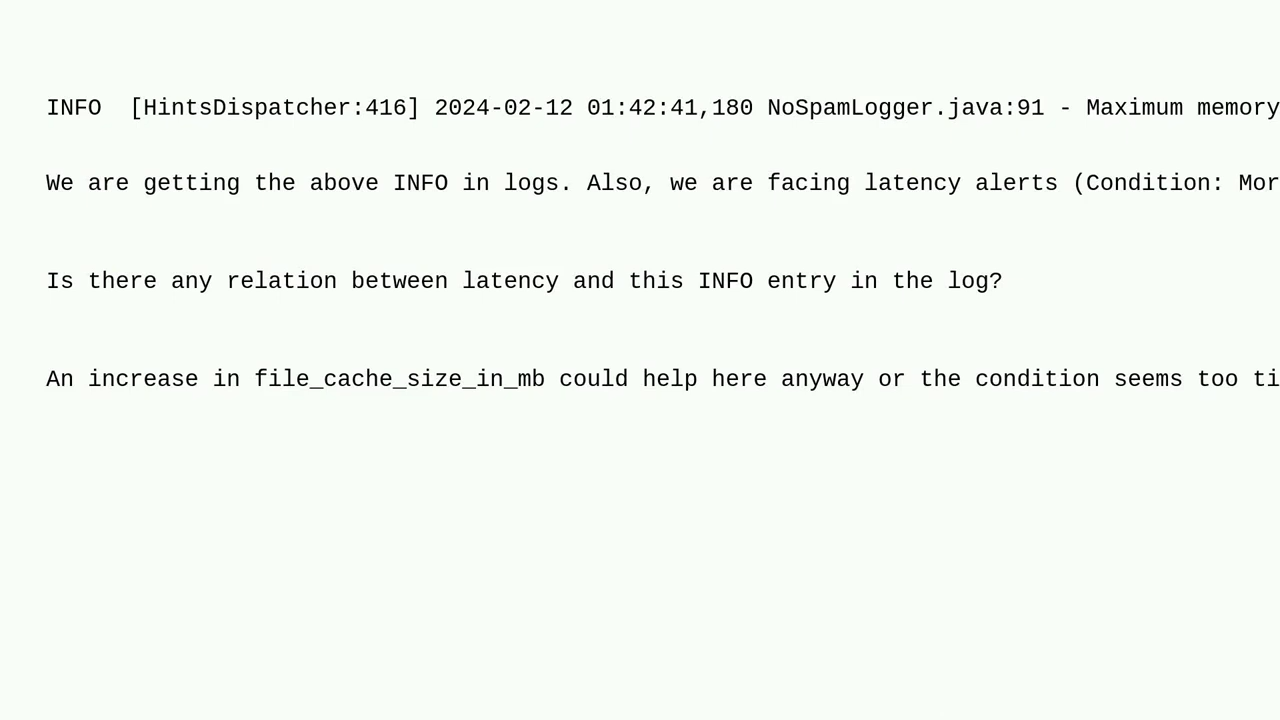 INFO  [HintsDispatcher:416] 2024-02-12 01:42:41,180 NoSpamLogger.java:91 - Maximum memory
We are getting the above INFO in logs. Also, we are facing latency alerts (Condition: Mor
Is there any relation between latency and this INFO entry in the log?
An increase in file_cache_size_in_mb could help here anyway or the condition seems too ti